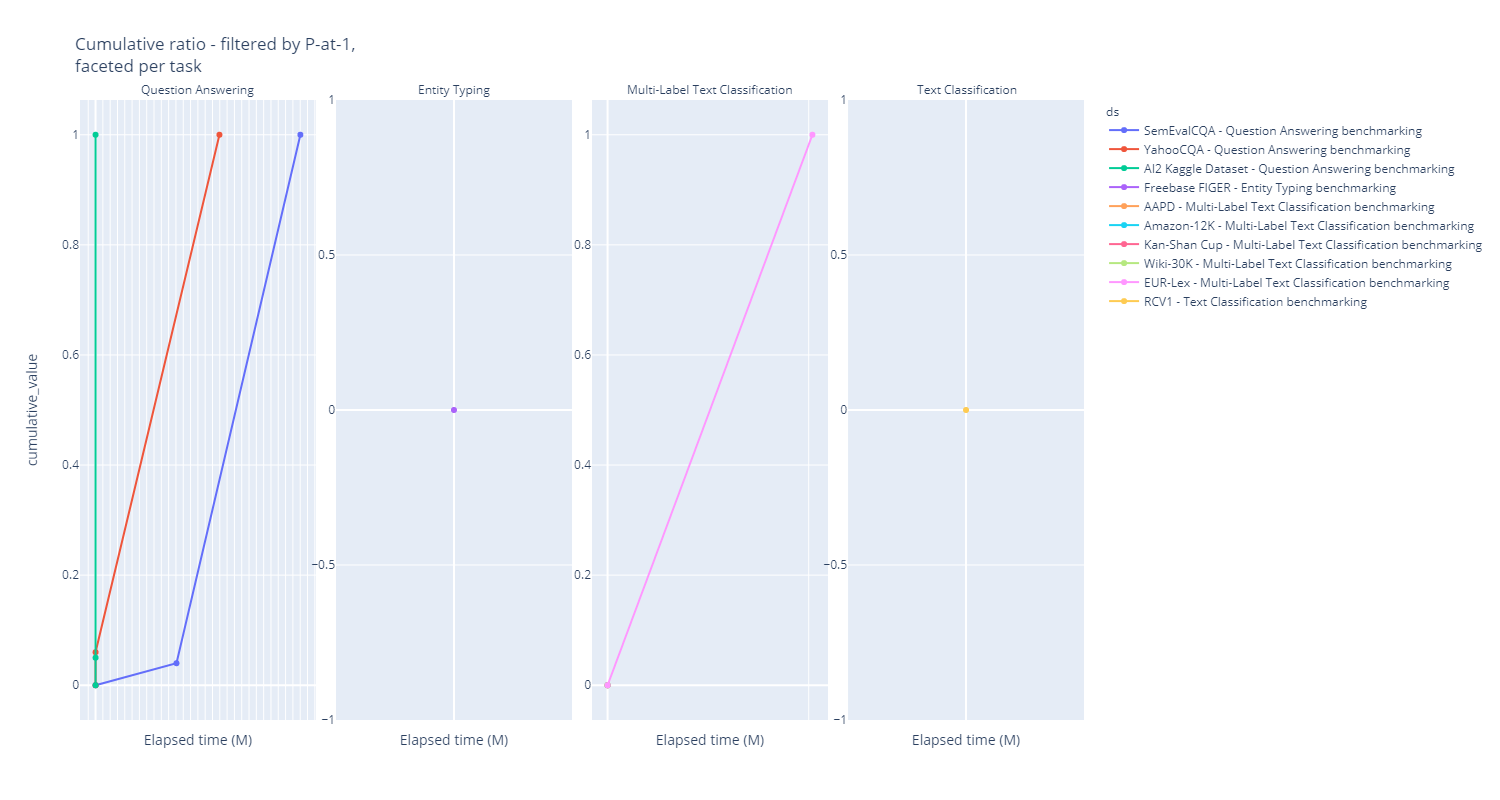 Cumulative ratio - filtered by P-at-1,
faceted per task
Question Answering
Entity Typing
Multi-Label Text Classification
Text Classification
cumulative_value
1
0.8
0.6
0.4
0.2
0
1
0.5
0
−0.5
−1
1
0.8
0.6
0.4
0.2
0
1
0.5
0
−0.5
−1
Elapsed time (M)
Elapsed time (M)
Elapsed time (M)
Elapsed time (M)
ds
SemEvalCQA - Question Answering benchmarking
YahooCQA - Question Answering benchmarking
AI2 Kaggle Dataset - Question Answering benchmarking
Freebase FIGER - Entity Typing benchmarking
AAPD - Multi-Label Text Classification benchmarking
Amazon-12K - Multi-Label Text Classification benchmarking
Kan-Shan Cup - Multi-Label Text Classification benchmarking
Wiki-30K - Multi-Label Text Classification benchmarking
EUR-Lex - Multi-Label Text Classification benchmarking
RCV1 - Text Classification benchmarking